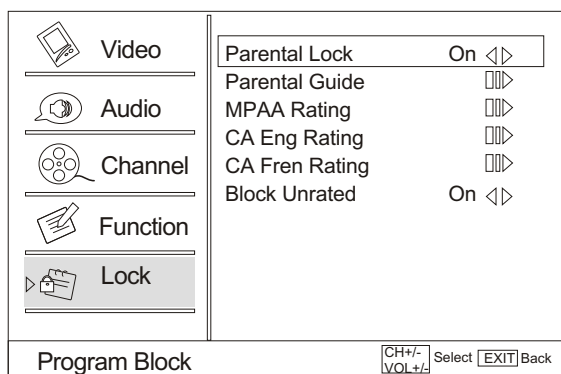 Video
Audio
Channel
Function
Lock
Parental Lock On
Parental Guide
MPAA Rating
CA Eng Rating
CA Fren Rating
Block Unrated On
Program Block
CH+/-
VOL+/- Select EXIT Back